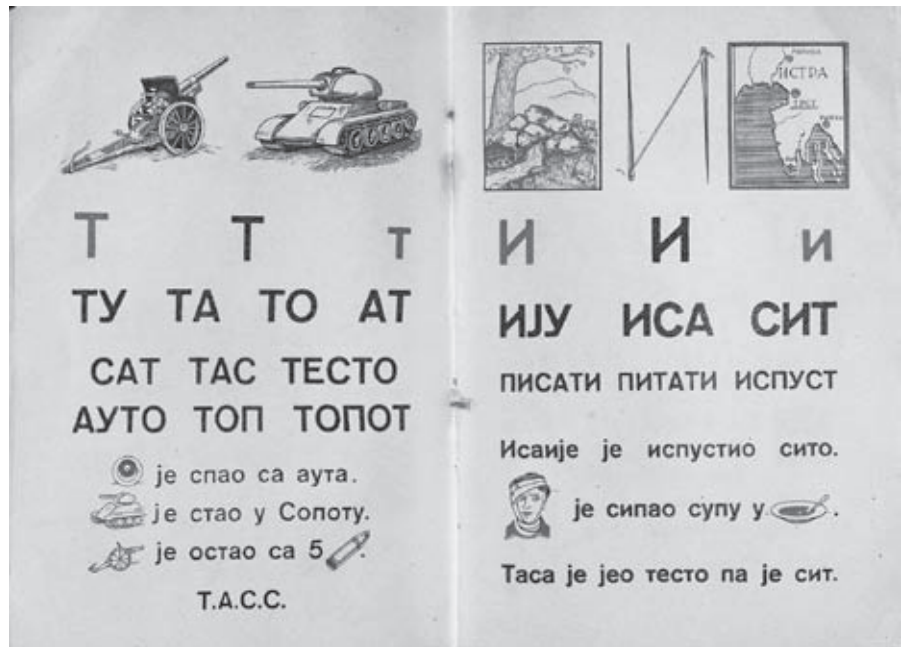 Т Т т
ТУ ТА ТО АТ
САТ ТАС ТЕСТО
АУТО ТОП ТОПОТ
је спао са аута.
је стао у Сопоту.
је остао са 5 .
Т.А.С.С.
И
ИСТРА
И И и
ИЈУ ИСА СИТ
ПИСАТИ ПИТАТИ ИСПУСТ
Исаије је испустио сито.
је сипао супу у .
Таса је јео тесто па је сит.